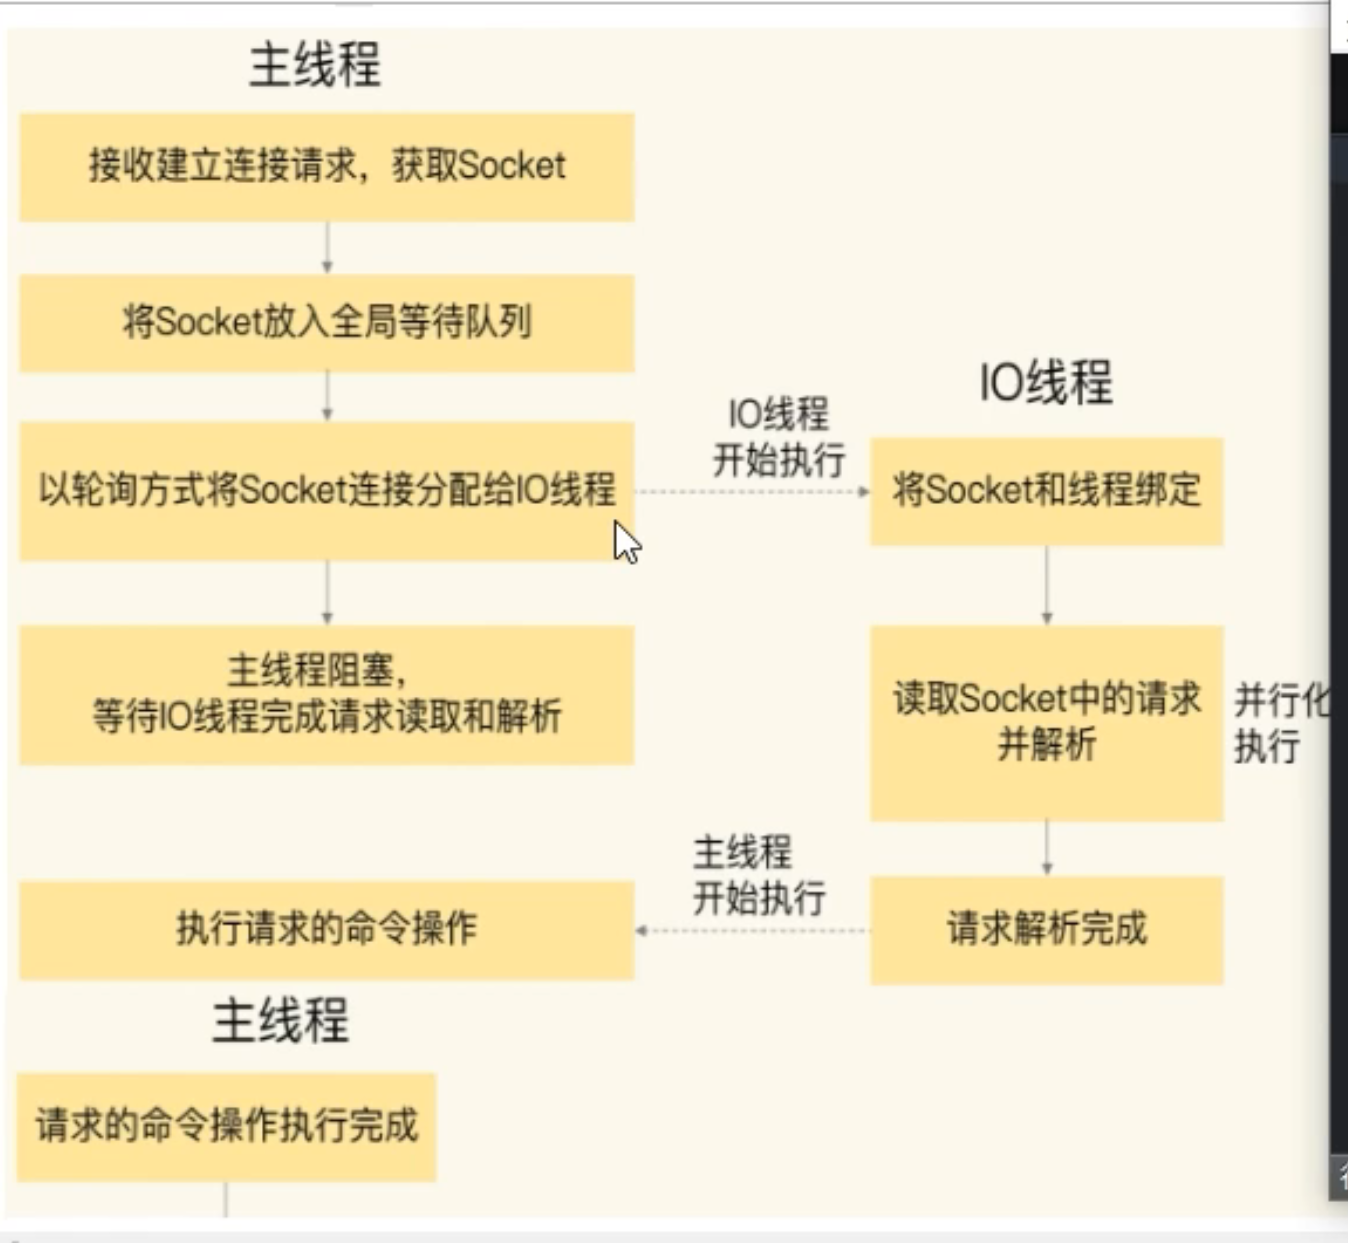 主线程
接收建立连接请求，获取Socket
将Socket放入全局等待队列
以轮询方式将Socket连接分配给IO线程
主线程阻塞，
等待IO线程完成请求读取和解析
IO线程
开始执行
IO线程
将Socket和线程绑定
读取Socket中的请求
并解析
并行化
执行
请求解析完成
主线程
开始执行
执行请求的命令操作
主线程
请求的命令操作执行完成